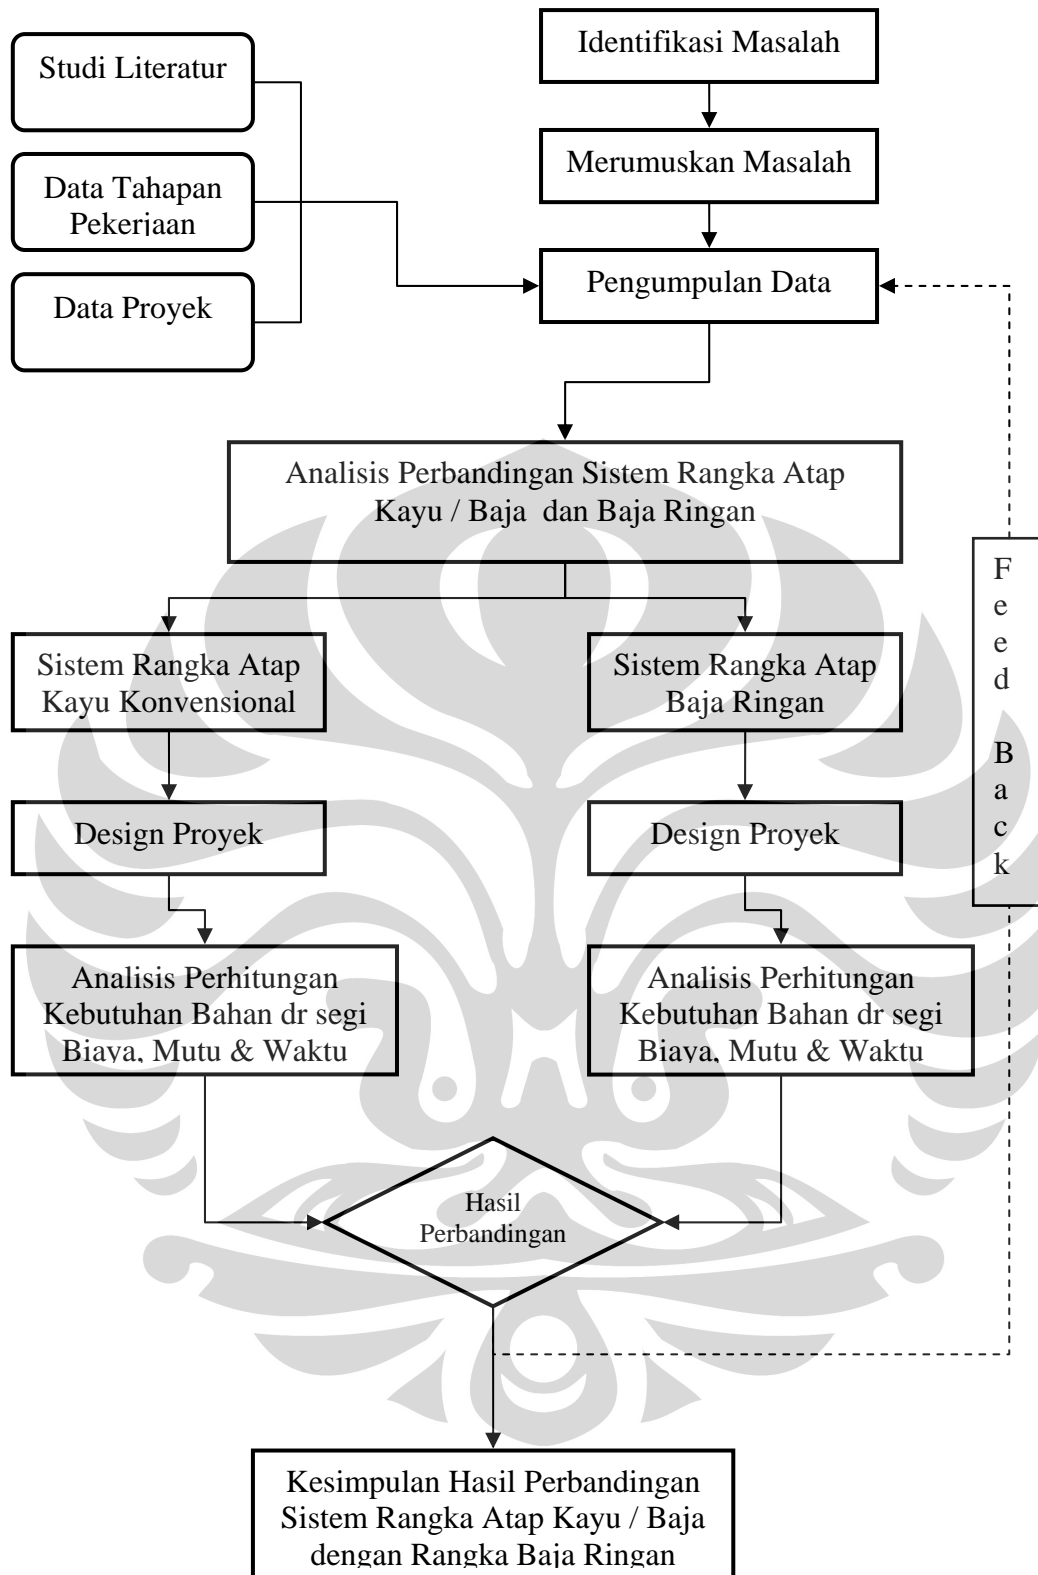 Identifikasi Masalah
Studi Literatur
Merumuskan Masalah
Data Tahapan
Pekerjaan
Pengumpulan Data
Data Proyek
Analisis Perbandingan Sistem Rangka Atap
Kayu / Baja dan Baja Ringan
Feed Back
Sistem Rangka Atap
Kayu Konvensional
Sistem Rangka Atap
Baja Ringan
Design Proyek
Design Proyek
Analisis Perhitungan
Kebutuhan Bahan dr segi
Biaya, Mutu & Waktu
Analisis Perhitungan
Kebutuhan Bahan dr segi
Biaya, Mutu & Waktu
Hasil
Perbandingan
Kesimpulan Hasil Perbandingan
Sistem Rangka Atap Kayu / Baja
dengan Rangka Baja Ringan